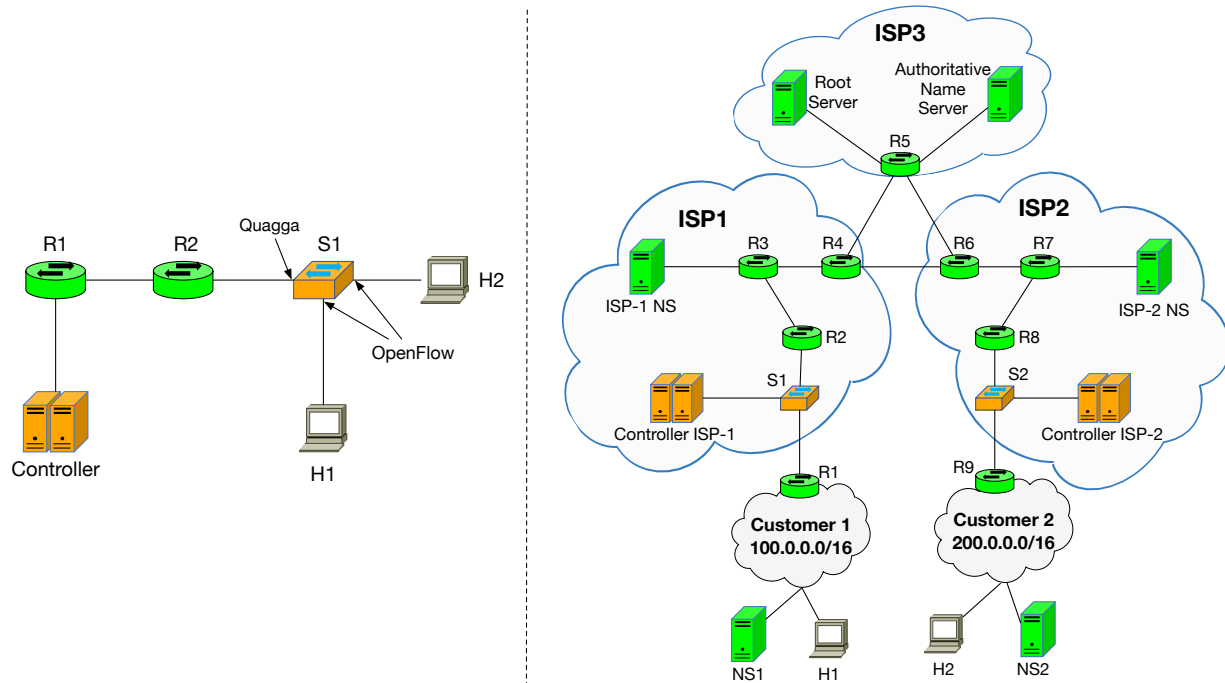 R1
R2
Quagga
S1
H2
OpenFlow
Controller
H1
ISP3
Root
Server
Authoritative
Name
Server
R5
ISP1
ISP2
R3
R4
R6
R7
ISP-1 NS
ISP-2 NS
R2
R8
S1
S2
Controller ISP-1
Controller ISP-2
R1
R9
Customer 1
100.0.0.0/16
Customer 2
200.0.0.0/16
NS1
H1
H2
NS2